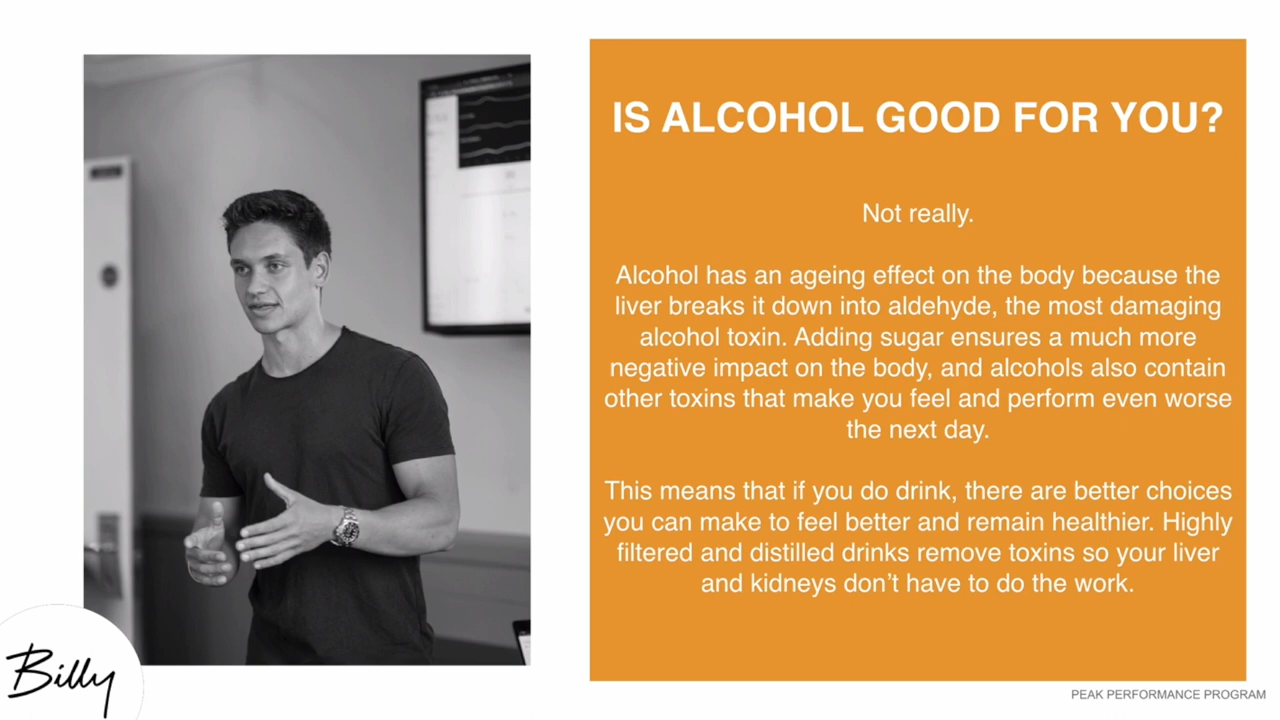 IS ALCOHOL GOOD FOR YOU?
Not really.
Alcohol has an ageing effect on the body because the
liver breaks it down into aldehyde, the most damaging
alcohol toxin. Adding sugar ensures a much more
negative impact on the body, and alcohols also contain
other toxins that make you feel and perform even worse
the next day.
This means that if you do drink, there are better choices
you can make to feel better and remain healthier. Highly
filtered and distilled drinks remove toxins so your liver
and kidneys don’t have to do the work.
Billy
PEAK PERFORMANCE PROGRAM